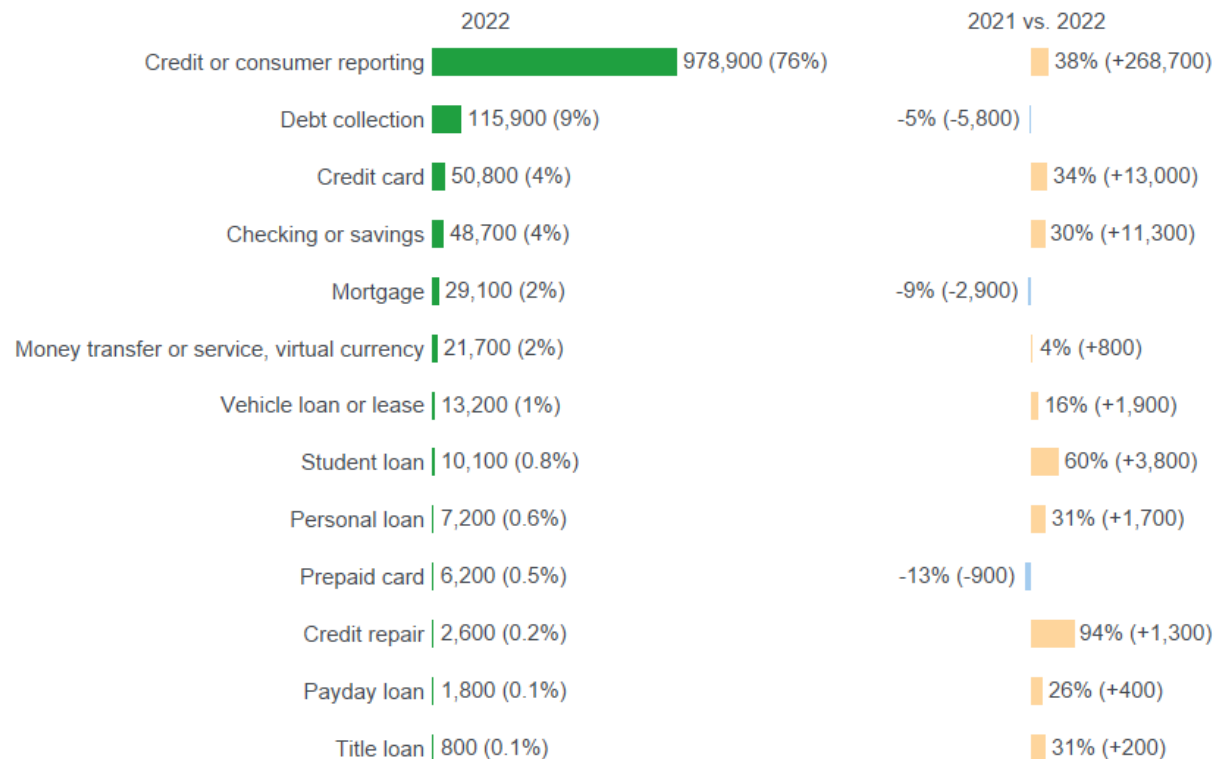 2022 2021 vs. 2022
Credit or consumer reporting 978,900 (76%) 38% (+268,700)
Debt collection 115,900 (9%) -5% (-5,800)
Credit card 50,800 (4%) 34% (+13,000)
Checking or savings 48,700 (4%) 30% (+11,300)
Mortgage 29,100 (2%) -9% (-2,900)
Money transfer or service, virtual currency 21,700 (2%) 4% (+800)
Vehicle loan or lease 13,200 (1%) 16% (+1,900)
Student loan 10,100 (0.8%) 60% (+3,800)
Personal loan 7,200 (0.6%) 31% (+1,700)
Prepaid card 6,200 (0.5%) -13% (-900)
Credit repair 2,600 (0.2%) 94% (+1,300)
Payday loan 1,800 (0.1%) 26% (+400)
Title loan 800 (0.1%) 31% (+200)